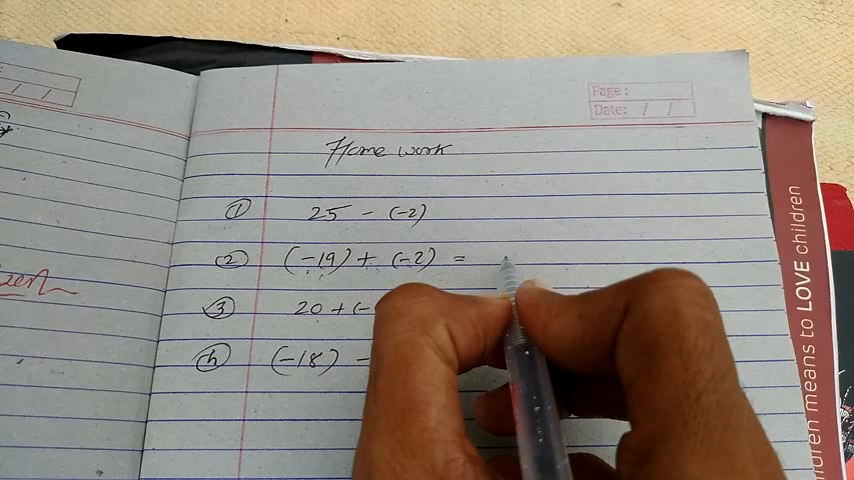 Page:
Date: / /
Home work
① 25 - (-2)
② (-19) + (-2) =
③ 20 + (-
④ (-18) -
means to LOVE children